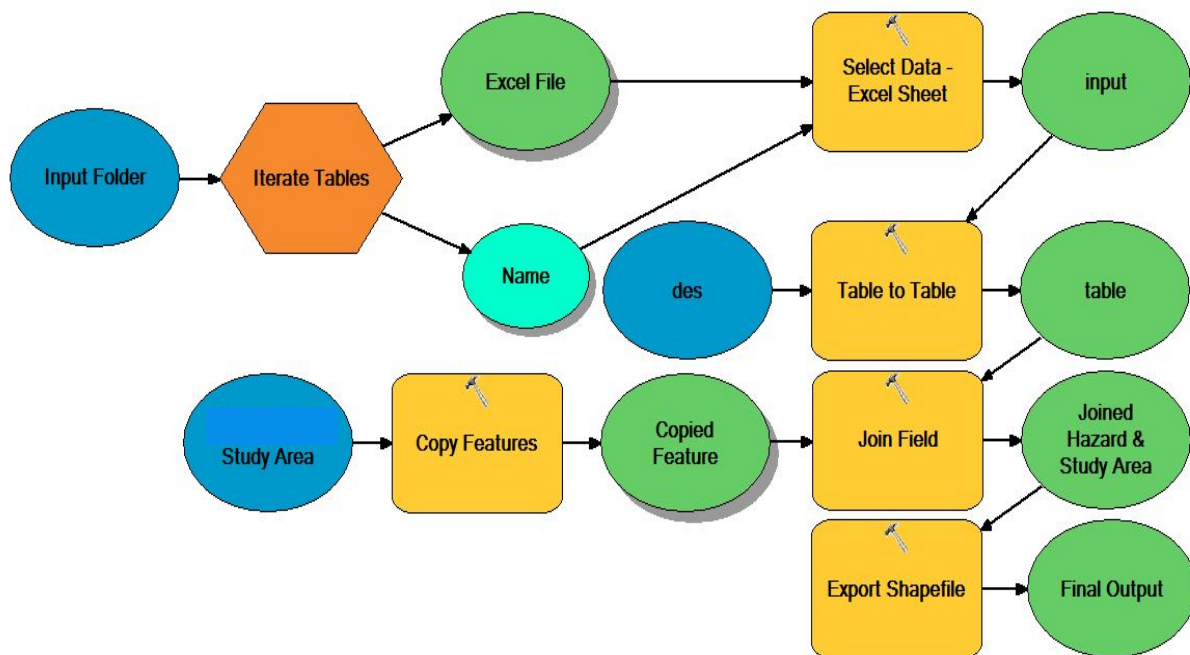 Excel File
Select Data -
Excel Sheet
input
Input Folder
Iterate Tables
Name
des
Table to Table
table
Study Area
Copy Features
Copied
Feature
Join Field
Joined
Hazard &
Study Area
Export Shapefile
Final Output